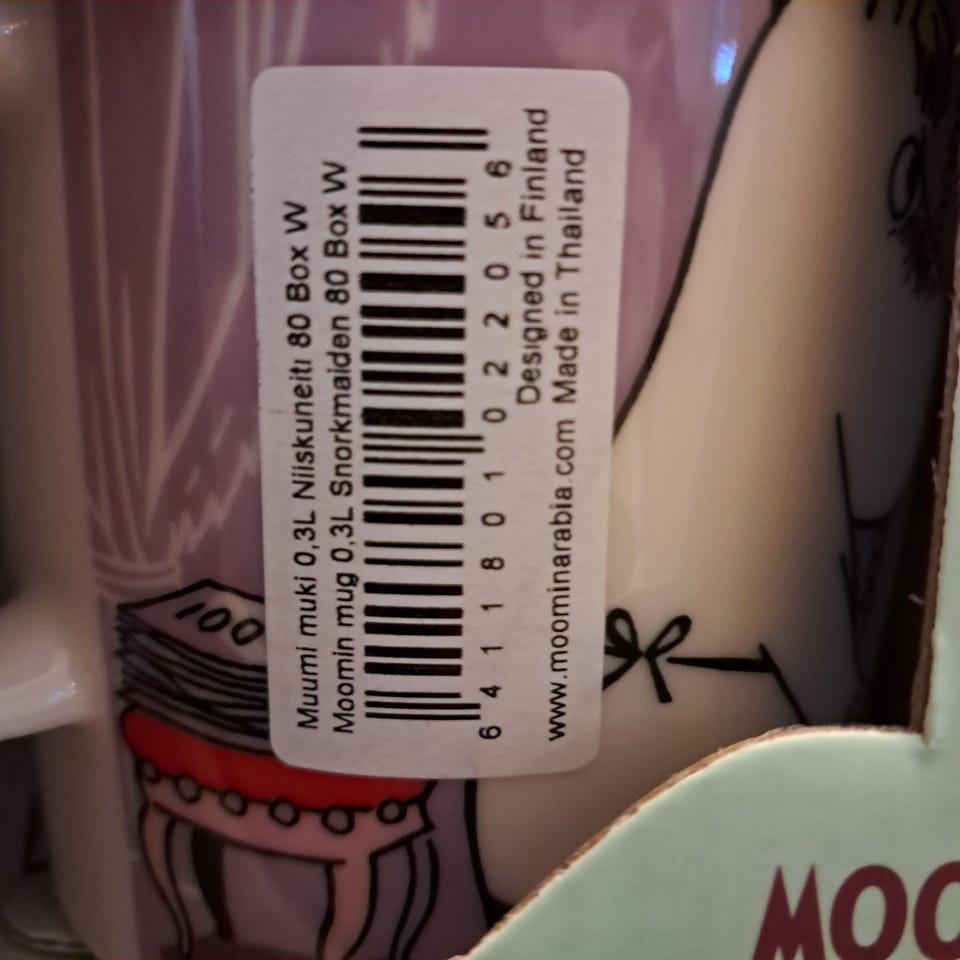 Muumi muki 0,3L Niiskuneiti 80 Box W
Moomin mug 0,3L Snorkmaiden 80 Box W
6 411801 022056
Designed in Finland
www.moominarabia.com Made in Thailand
100
MOO